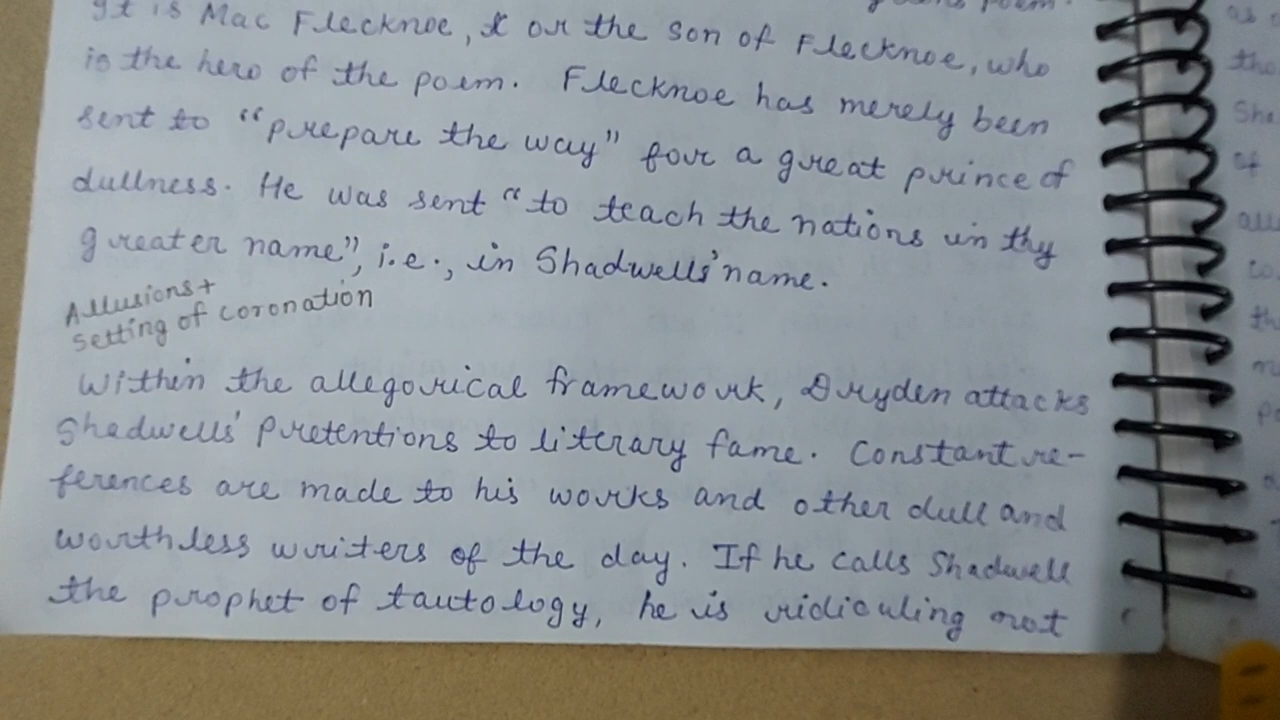 It is Mac Flecknoe, & or the son of Flecknoe, who
is the hero of the poem. Flecknoe has merely been
sent to "prepare the way" for a great prince of
dullness. He was sent "to teach the nations in thy
greater name", i.e., in Shadwells' name.
Allusions +
Setting of coronation
Within the allegorical framework, Dryden attacks
Shadwells' Pretentions to literary fame. Constant re-
ferences are made to his works and other dull and
worthless writers of the day. If he calls Shadwell
the prophet of tautology, he is ridiculing not